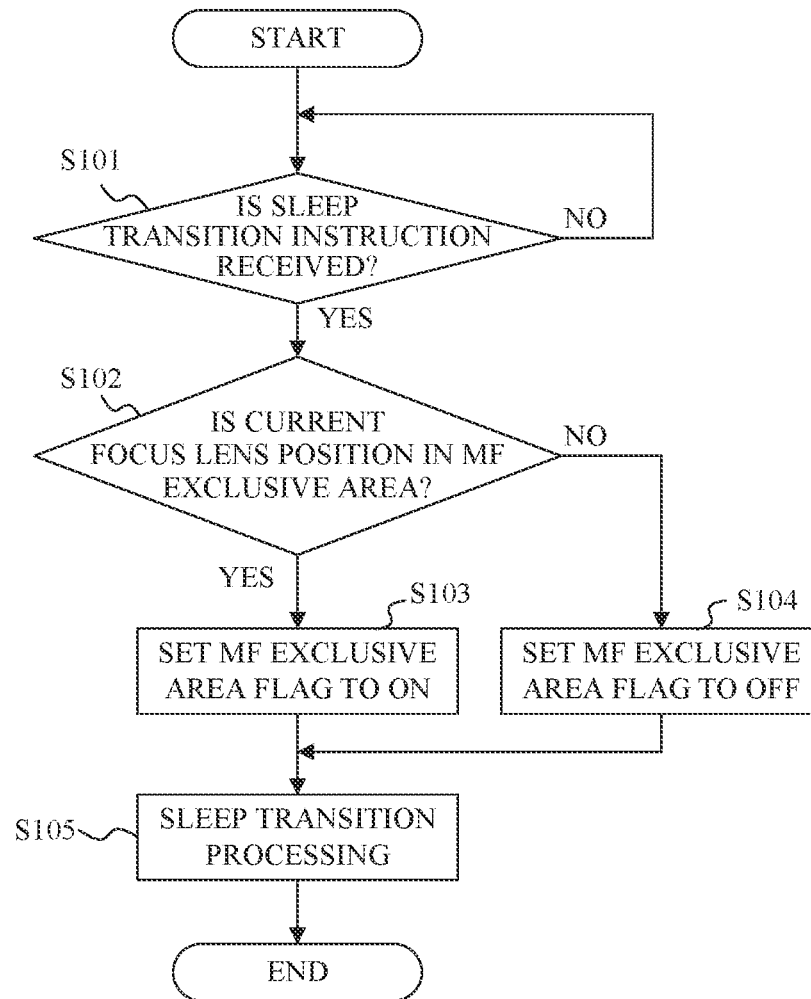 START
S101
IS SLEEP
TRANSITION INSTRUCTION
RECEIVED?
NO
YES
S102
IS CURRENT
FOCUS LENS POSITION IN MF
EXCLUSIVE AREA?
NO
YES
S103
SET MF EXCLUSIVE
AREA FLAG TO ON
S104
SET MF EXCLUSIVE
AREA FLAG TO OFF
S105
SLEEP TRANSITION
PROCESSING
END